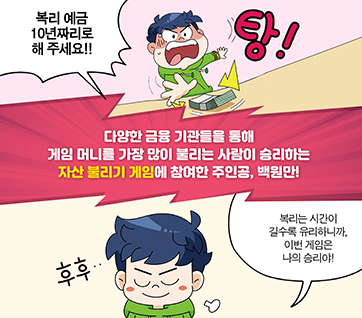 복리 예금
10년짜리로
해 주세요!!
탕!
다양한 금융 기관들을 통해
게임 머니를 가장 많이 불리는 사람이 승리하는
자산 불리기 게임에 참여한 주인공, 백원만!
복리는 시간이
길수록 유리하니까,
이번 게임은
나의 승리야!
후후··